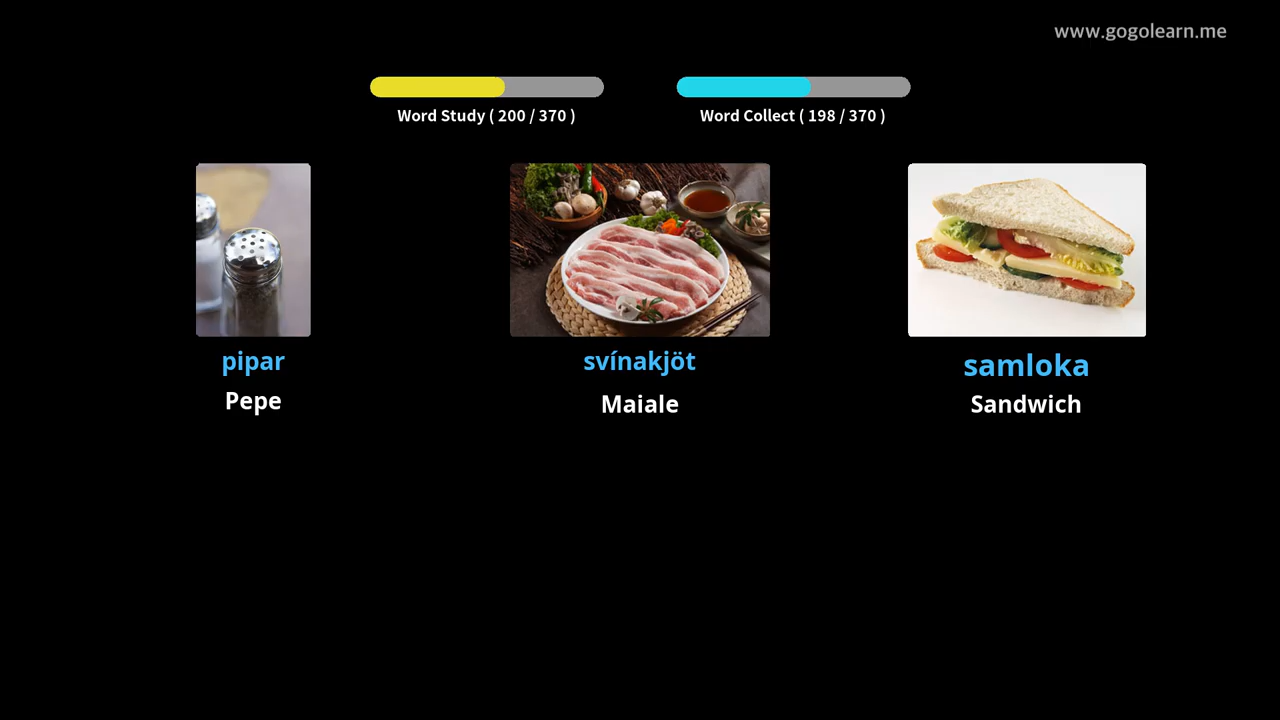 www.gogolearn.me
Word Study ( 200 / 370 )
Word Collect ( 198 / 370 )
pipar
Pepe
svínakjöt
Maiale
samloka
Sandwich